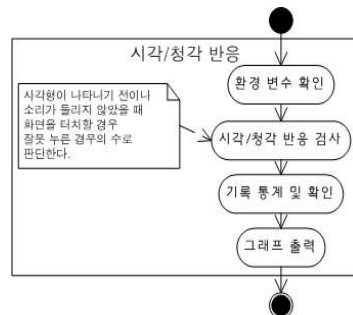 시각/청각 반응
환경 변수 확인
사각형이 나타나기 전이나
소리가 들리지 않았을 때
화면을 터치할 경우
잘못 누른 경우의 수로
판단한다.
시각/청각 반응 검사
기록 통계 및 확인
그래프 출력